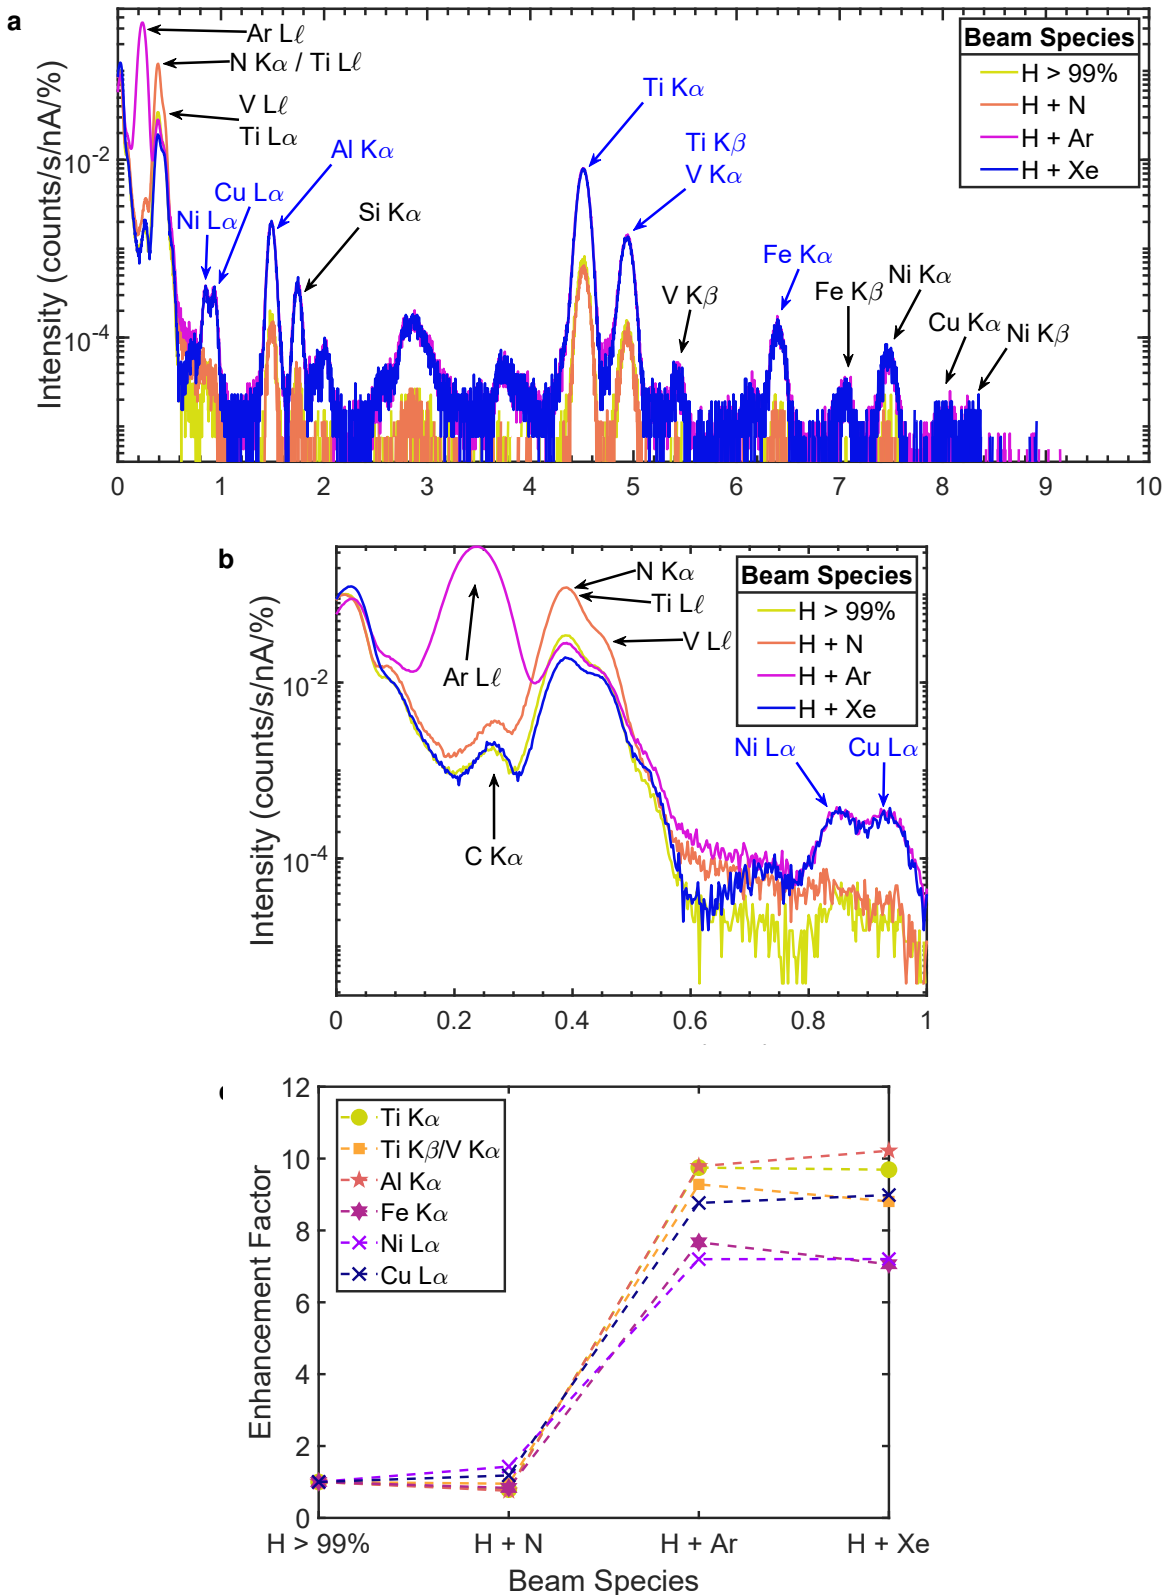 a
Ar Lℓ
N Kα / Ti Lℓ
V Lℓ
Ti Lα
Al Kα
Cu Lα
Ni Lα
Si Kα
Ti Kα
Ti Kβ
V Kα
V Kβ
Fe Kα
Fe Kβ
Ni Kα
Cu Kα
Ni Kβ
Beam Species
H > 99%
H + N
H + Ar
H + Xe
Intensity (counts/s/nA/%)
10⁻²
10⁻⁴
0 1 2 3 4 5 6 7 8 9 10
b
N Kα
Ti Lℓ
V Lℓ
Ar Lℓ
C Kα
Ni Lα
Cu Lα
Beam Species
H > 99%
H + N
H + Ar
H + Xe
Intensity (counts/s/nA/%)
10⁻²
10⁻⁴
0 0.2 0.4 0.6 0.8 1
Ti Kα
Ti Kβ/V Kα
Al Kα
Fe Kα
Ni Lα
Cu Lα
Enhancement Factor
12
10
8
6
4
2
0
H > 99% H + N H + Ar H + Xe
Beam Species